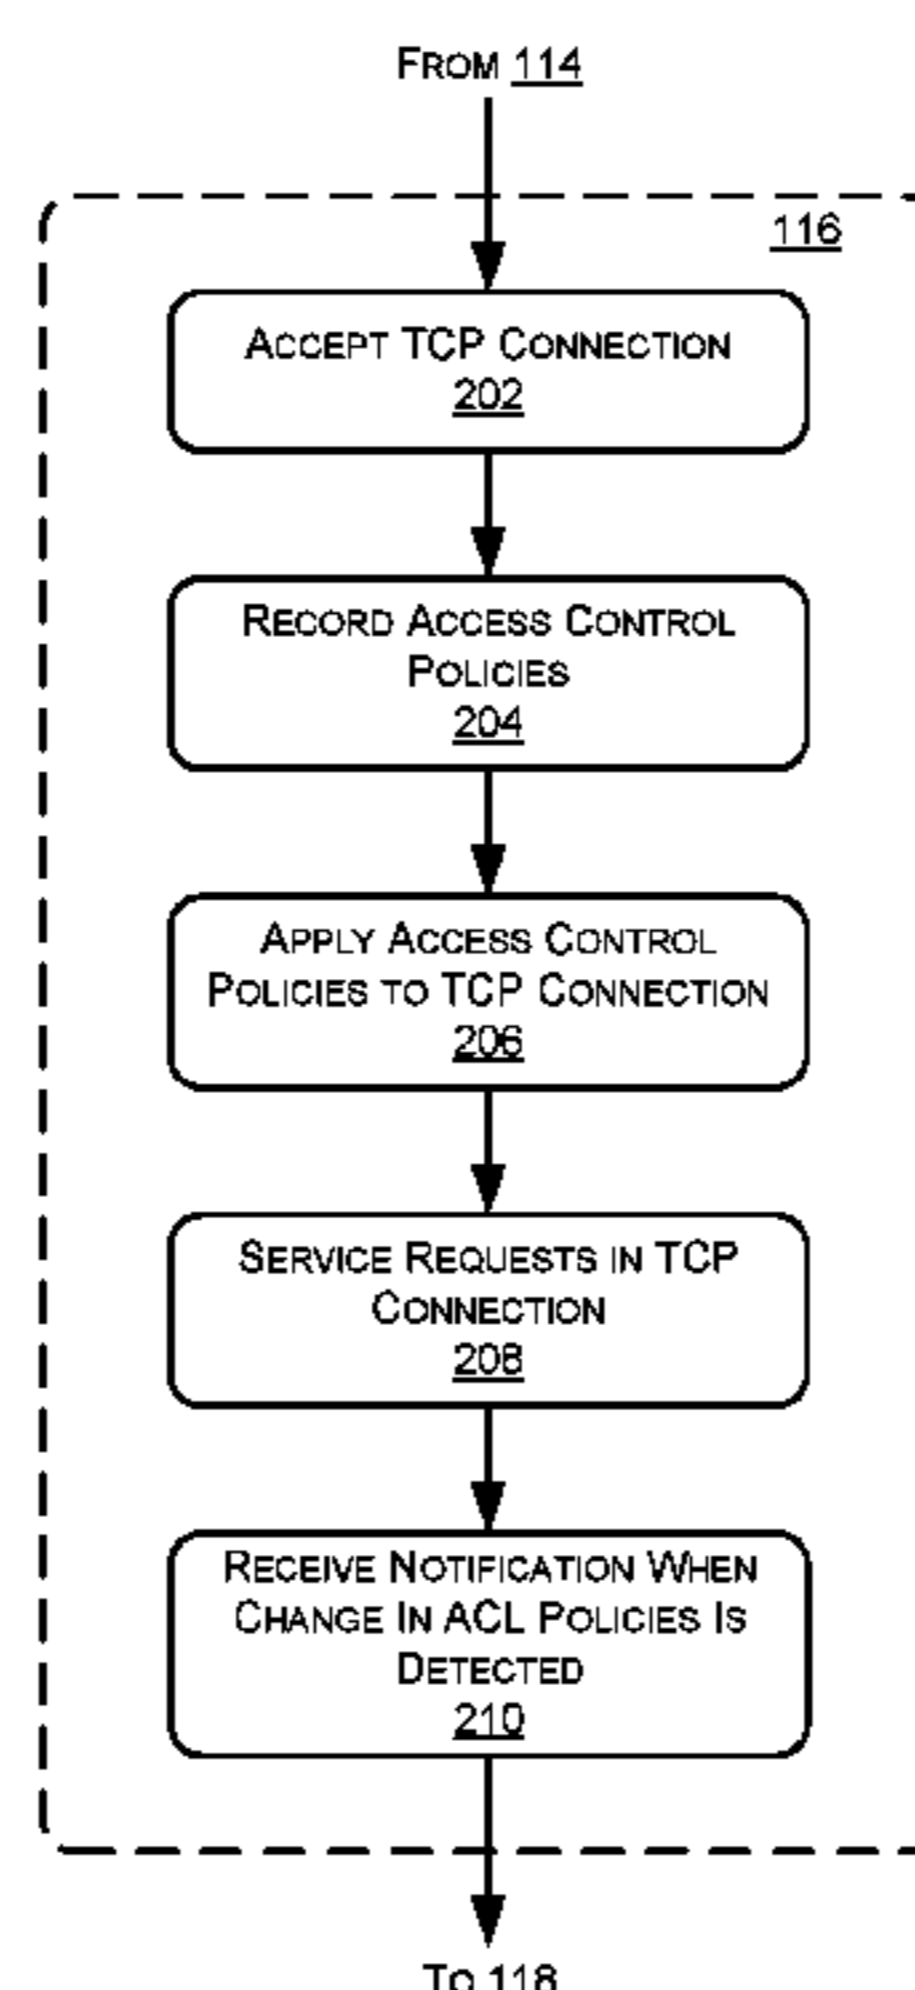 FROM 114
116
ACCEPT TCP CONNECTION
202
RECORD ACCESS CONTROL
POLICIES
204
APPLY ACCESS CONTROL
POLICIES TO TCP CONNECTION
206
SERVICE REQUESTS IN TCP
CONNECTION
208
RECEIVE NOTIFICATION WHEN
CHANGE IN ACL POLICIES IS
DETECTED
210
TO 118